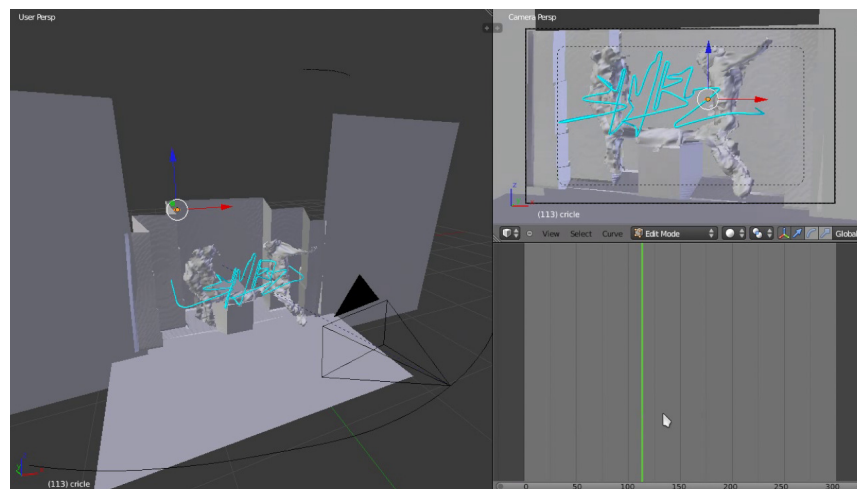 User Persp
(113) cricle
Camera Persp
(113) cricle
View Select Curve Edit Mode Global
0 50 100 150 200 250 300